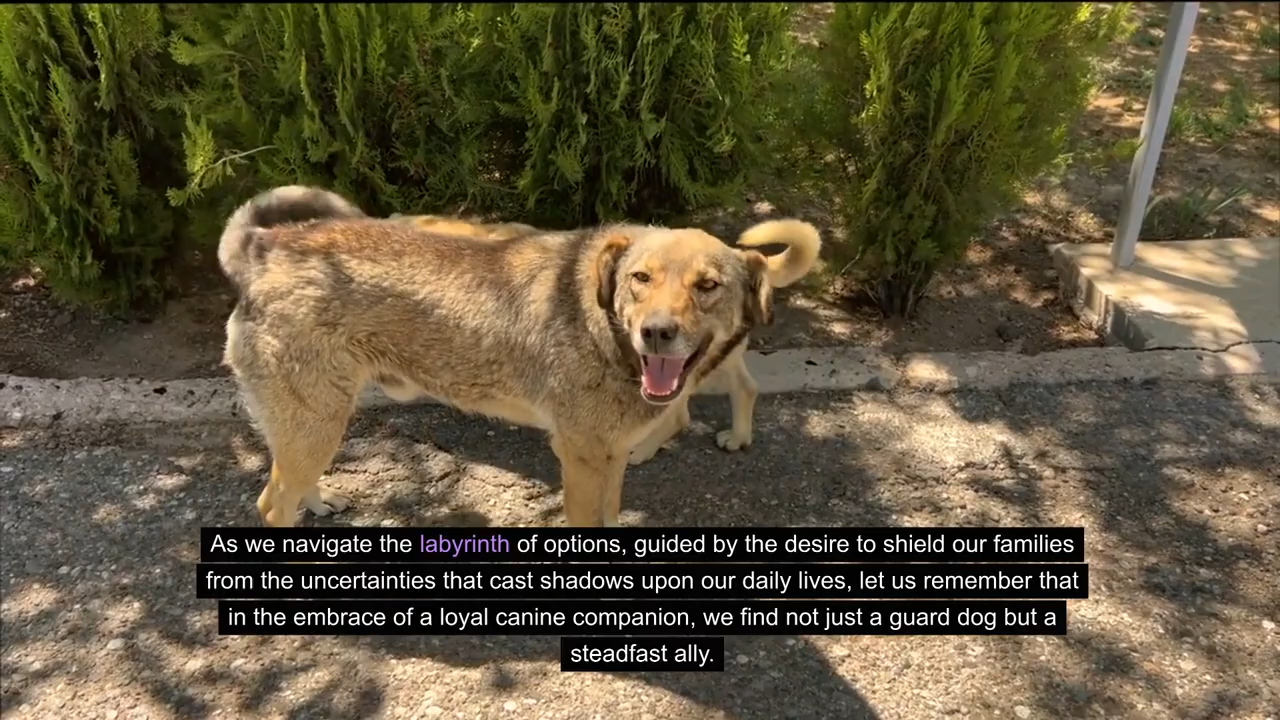 As we navigate the labyrinth of options, guided by the desire to shield our families
from the uncertainties that cast shadows upon our daily lives, let us remember that
in the embrace of a loyal canine companion, we find not just a guard dog but a
steadfast ally.